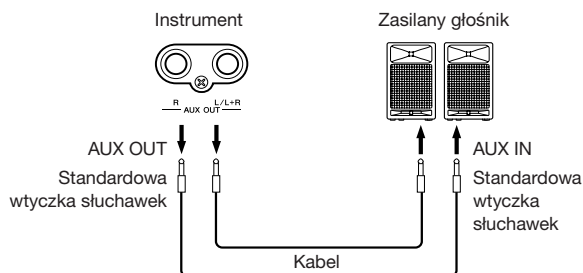 Instrument
Zasilany głośnik
R
L/L+R
AUX OUT
AUX OUT
AUX IN
Standardowa
wtyczka słuchawek
Standardowa
wtyczka
słuchawek
Kabel